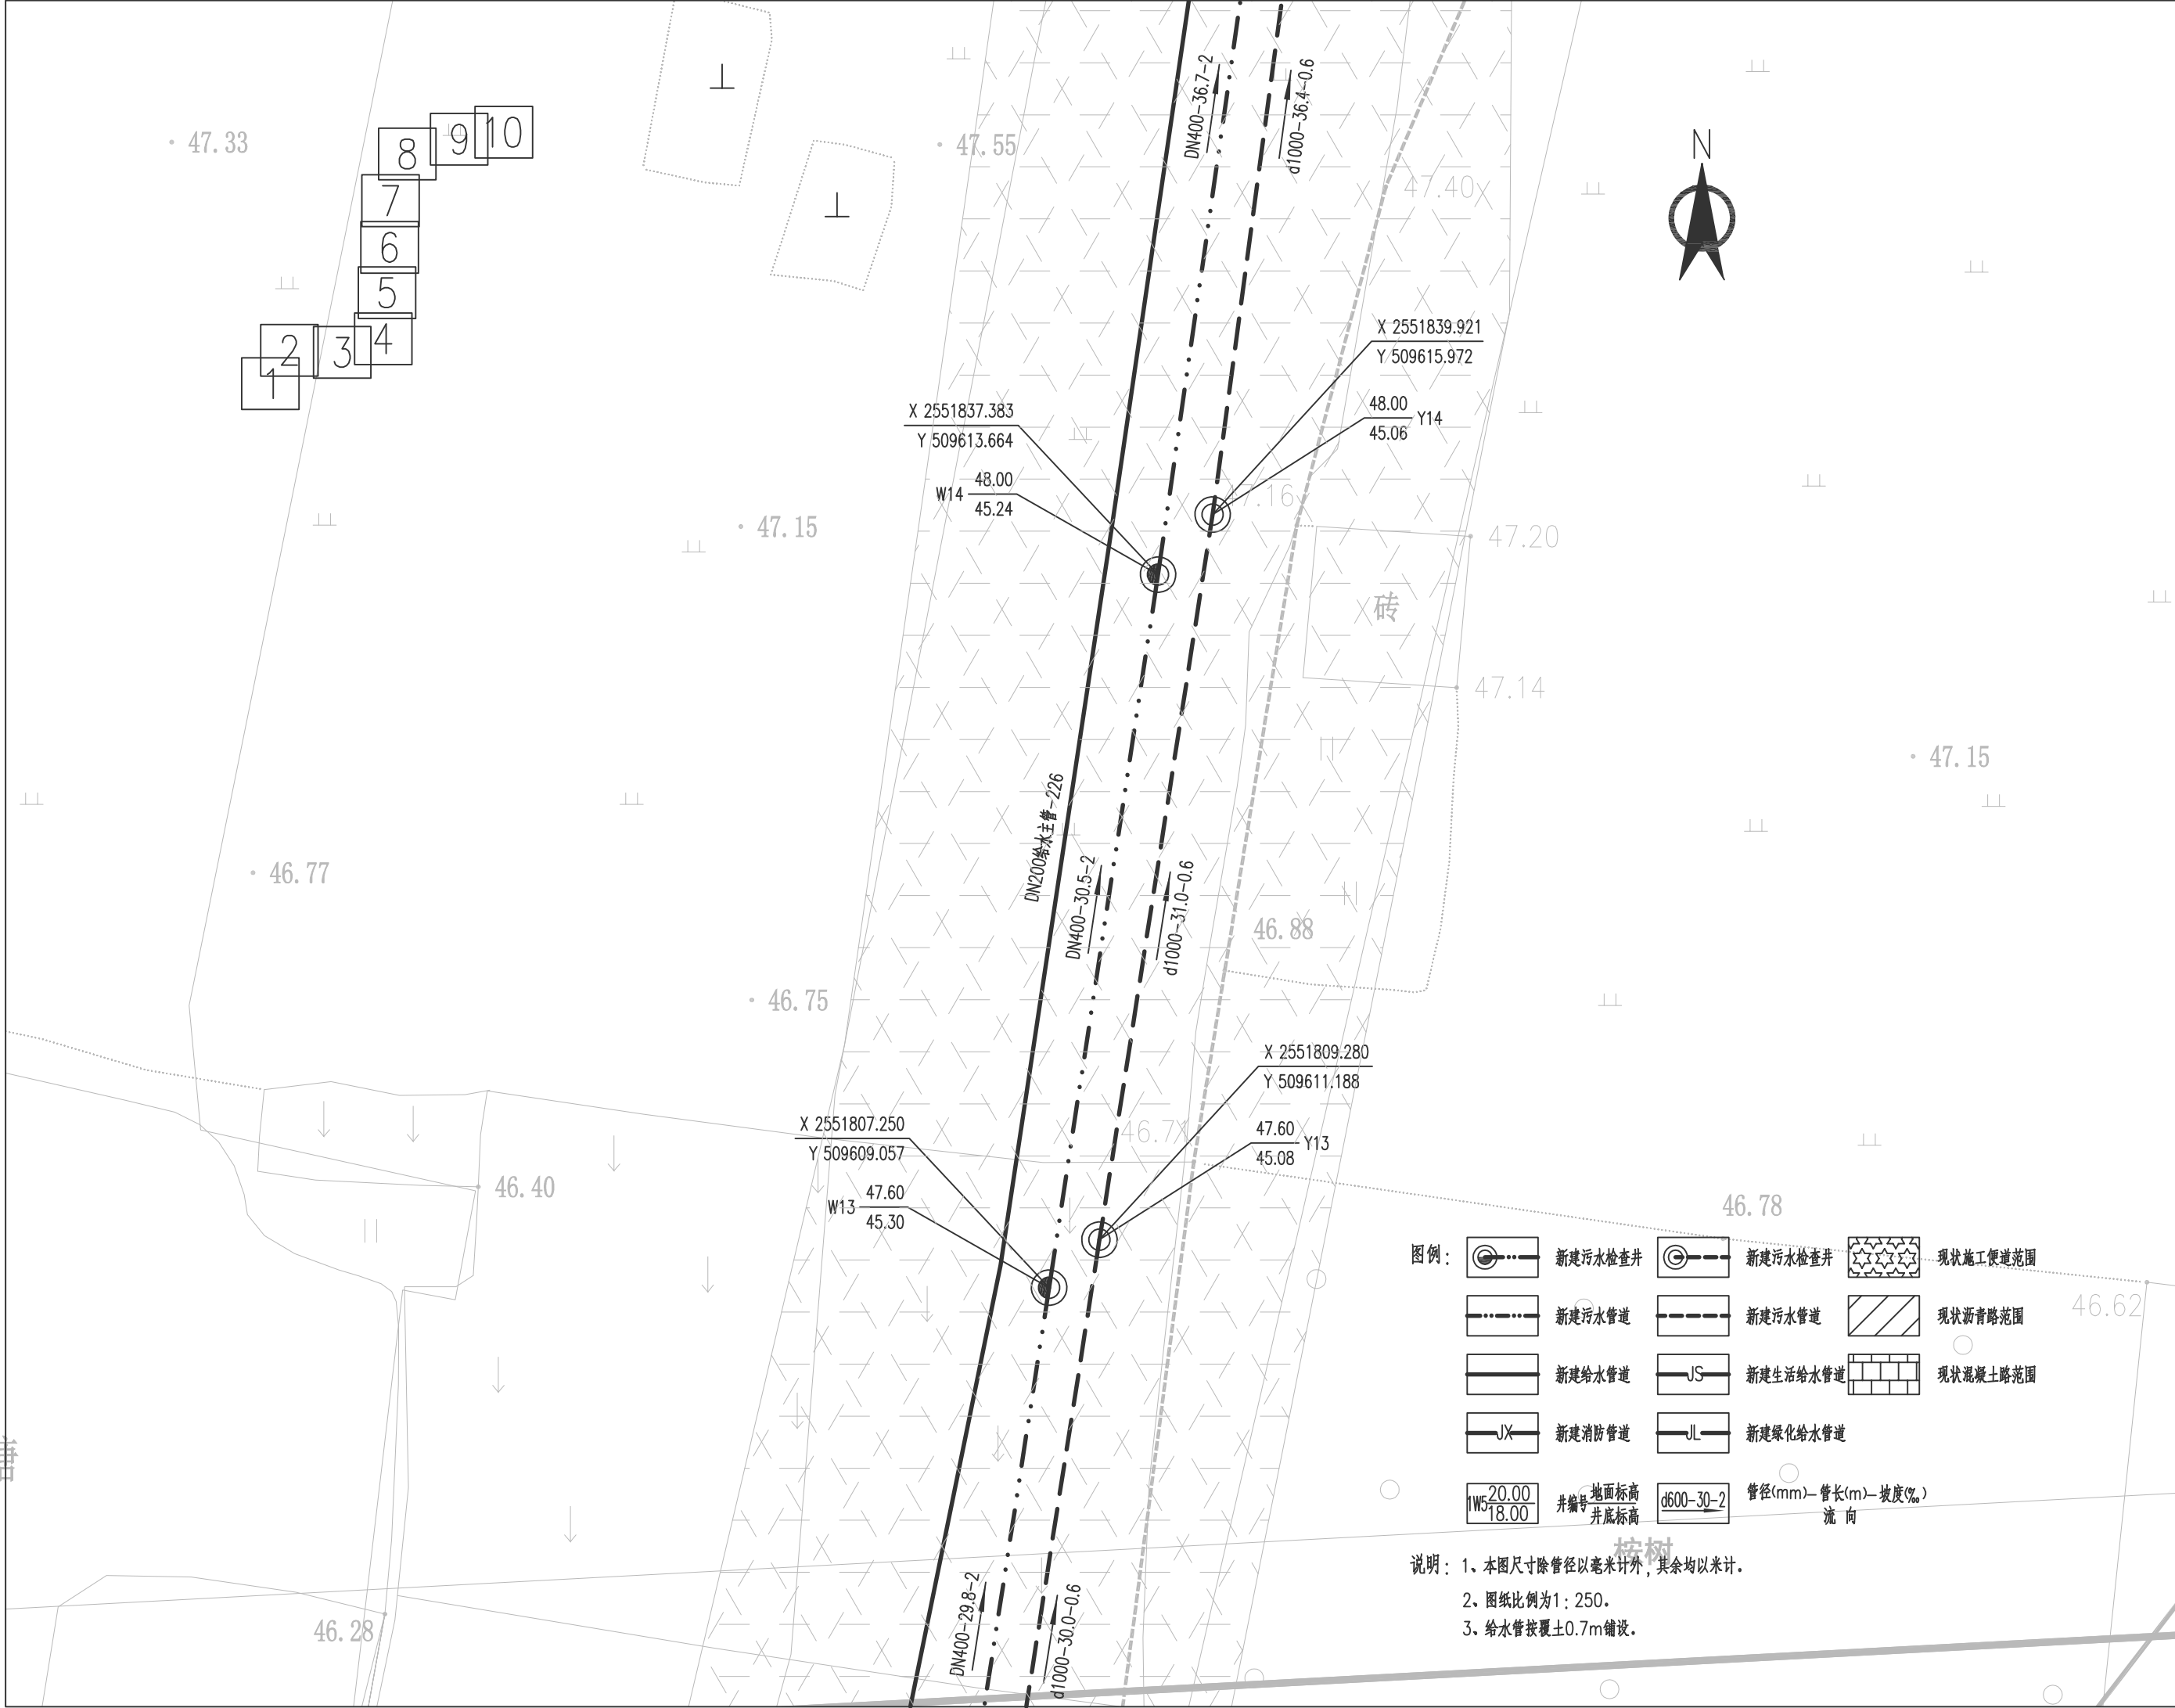 N
10
9
8
7
6
5
4
3
2
1
47.33
47.55
47.40
DN400-36.7-2
d1000-36.4-0.6
X 2551839.921
Y 509615.972
48.00
45.06
Y14
X 2551837.383
Y 509613.664
W14
48.00
45.24
47.16
47.15
47.20
砖
47.14
47.15
DN200给水主管-226
DN400-30.5-2
d1000-31.0-0.6
46.77
46.88
46.75
X 2551809.280
Y 509611.188
47.60
45.08
Y13
46.71
X 2551807.250
Y 509609.057
W13
47.60
45.30
46.40
46.78
46.62
图例：
新建污水检查井
新建污水检查井
现状施工便道范围
新建污水管道
新建污水管道
现状沥青路范围
新建给水管道
JS
新建生活给水管道
现状混凝土路范围
JX
新建消防管道
JL
新建绿化给水管道
1W5
20.00
18.00
井编号
地面标高
井底标高
d600-30-2
管径(mm)-管长(m)-坡度(‰)
流 向
桉树
说明：1、本图尺寸除管径以毫米计外，其余均以米计。
2、图纸比例为1：250。
3、给水管按覆土0.7m铺设。
46.28
DN400-29.8-2
d1000-30.0-0.6